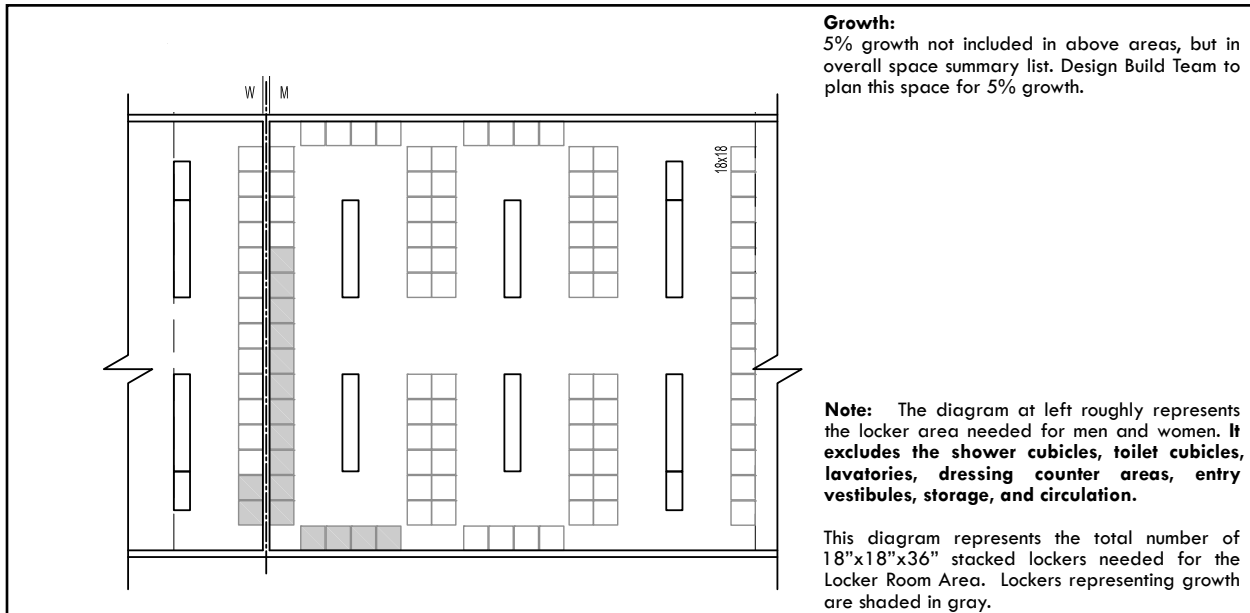 Growth:
5% growth not included in above areas, but in
overall space summary list. Design Build Team to
plan this space for 5% growth.
W M
18x18
Note: The diagram at left roughly represents
the locker area needed for men and women. It
excludes the shower cubicles, toilet cubicles,
lavatories, dressing counter areas, entry
vestibules, storage, and circulation.
This diagram represents the total number of
18”x18”x36” stacked lockers needed for the
Locker Room Area. Lockers representing growth
are shaded in gray.